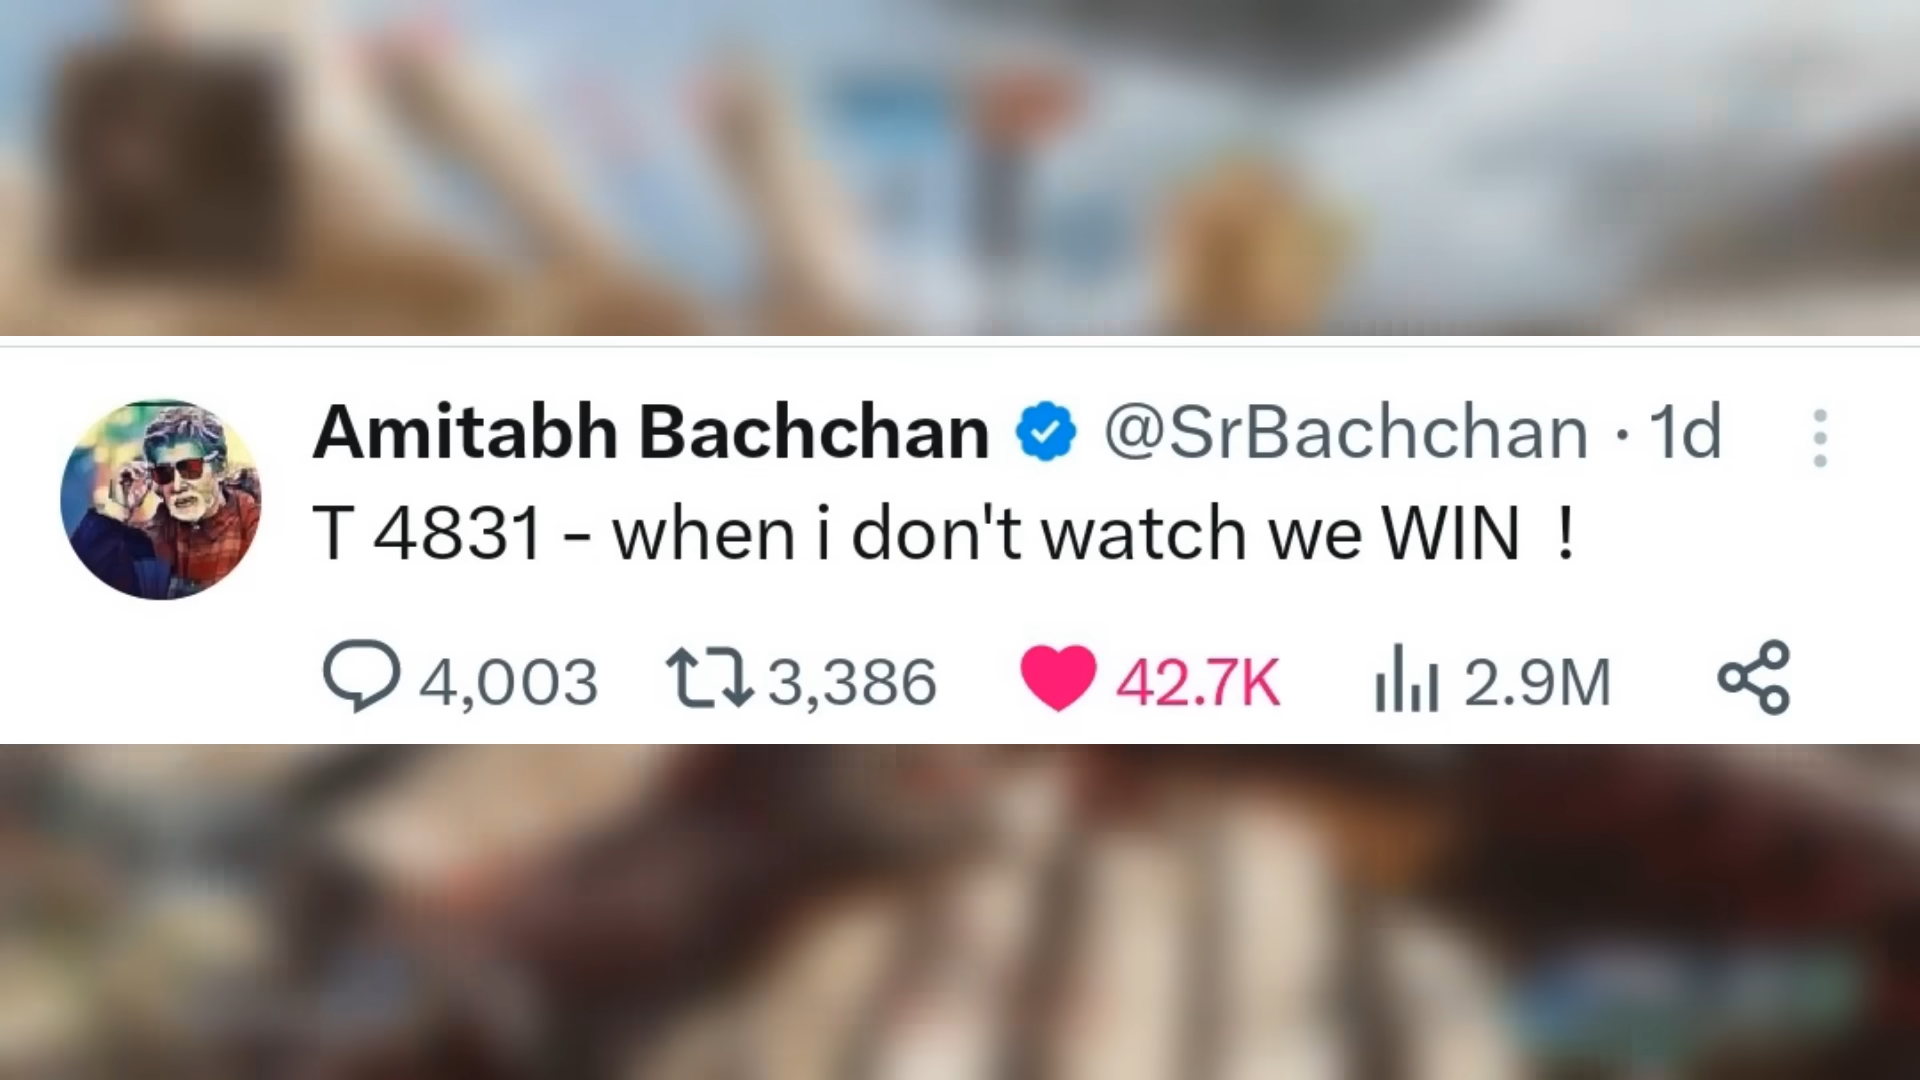 Amitabh Bachchan @SrBachchan · 1d
T 4831 - when i don't watch we WIN !
4,003 3,386 42.7K 2.9M